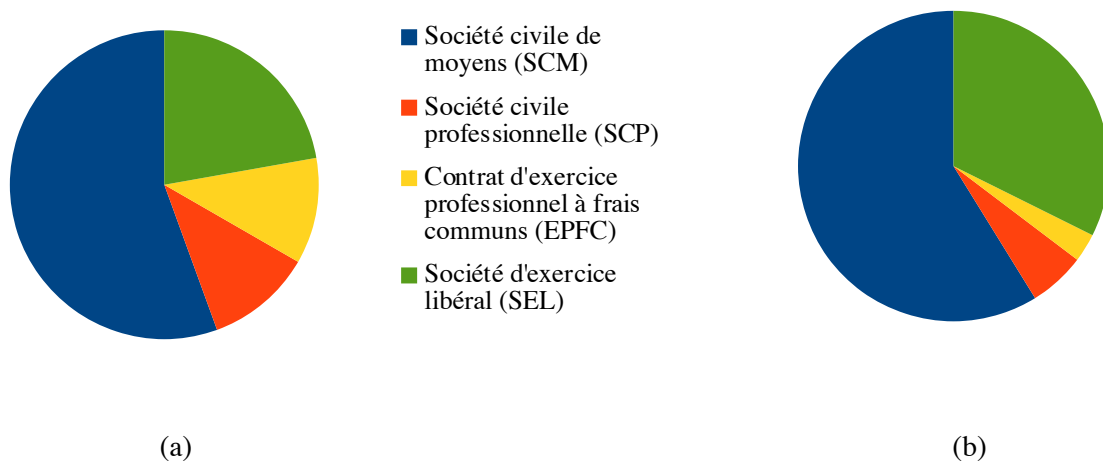 Société civile de
moyens (SCM)
Société civile
professionnelle (SCP)
Contrat d'exercice
professionnel à frais
communs (EPFC)
Société d'exercice
libéral (SEL)
(a)
(b)